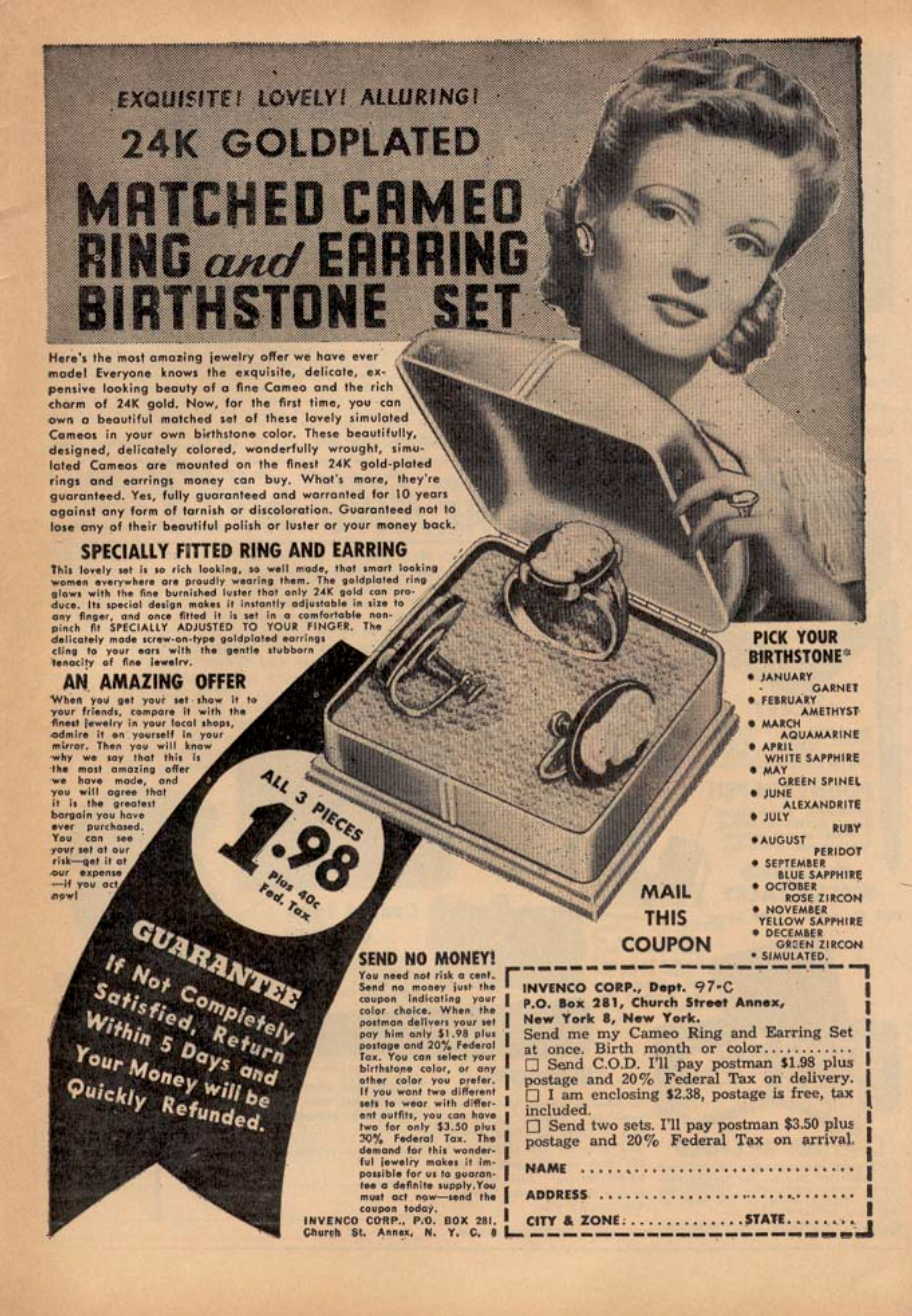 EXQUISITE! LOVELY! ALLURING!
24K GOLDPLATED
MATCHED CAMEO
RING and EARRING
BIRTHSTONE SET
Here's the most amazing jewelry offer we have ever
made! Everyone knows the exquisite, delicate, ex-
pensive looking beauty of a fine Cameo and the rich
charm of 24K gold. Now, for the first time, you can
own a beautiful matched set of these lovely simulated
Cameos in your own birthstone color. These beautifully,
designed, delicately colored, wonderfully wrought, simu-
lated Cameos are mounted on the finest 24K gold-plated
rings and earrings money can buy. What's more, they're
guaranteed. Yes, fully guaranteed and warranted for 10 years
against any form of tarnish or discoloration. Guaranteed not to
lose any of their beautiful polish or luster or your money back.
SPECIALLY FITTED RING AND EARRING
This lovely set is so rich looking, so well made, that smart looking
women everywhere are proudly wearing them. The goldplated ring
glows with the fine burnished luster that only 24K gold can pro-
duce. Its special design makes it instantly adjustable in size to
any finger, and once fitted it is set in a comfortable non-
pinch fit SPECIALLY ADJUSTED TO YOUR FINGER. The
delicately made screw-on-type goldplated earrings
cling to your ears with the gentle stubborn
tenacity of fine jewelry.
AN AMAZING OFFER
When you get your set show it to
your friends, compare it with the
finest jewelry in your local shops,
admire it on yourself in your
mirror. Then you will know
why we say that this is
the most amazing offer
we have made, and
you will agree that
it is the greatest
bargain you have
ever purchased.
You can see
your set at our
risk—get it at
our expense
—if you act
now!
ALL 3 PIECES
1.98
Plus 40c
Fed. Tax
GUARANTEE
If Not Completely
Satisfied, Return
Within 5 Days and
Your Money will be
Quickly Refunded.
PICK YOUR
BIRTHSTONE*
• JANUARY
GARNET
• FEBRUARY
AMETHYST
• MARCH
AQUAMARINE
• APRIL
WHITE SAPPHIRE
• MAY
GREEN SPINEL
• JUNE
ALEXANDRITE
• JULY
RUBY
• AUGUST
PERIDOT
• SEPTEMBER
BLUE SAPPHIRE
• OCTOBER
ROSE ZIRCON
• NOVEMBER
YELLOW SAPPHIRE
• DECEMBER
GREEN ZIRCON
* SIMULATED.
MAIL
THIS
COUPON
SEND NO MONEY!
You need not risk a cent.
Send no money just the
coupon indicating your
color choice. When the
postman delivers your set
pay him only $1.98 plus
postage and 20% Federal
Tax. You can select your
birthstone color, or any
other color you prefer.
If you want two different
sets to wear with differ-
ent outfits, you can have
two for only $3.50 plus
20% Federal Tax. The
demand for this wonder-
ful jewelry makes it im-
possible for us to guaran-
tee a definite supply. You
must act now—send the
coupon today.
INVENCO CORP., P.O. BOX 281,
Church St. Annex, N. Y. C. 8
INVENCO CORP., Dept. 97-C
P.O. Box 281, Church Street Annex,
New York 8, New York.
Send me my Cameo Ring and Earring Set
at once. Birth month or color............
☐ Send C.O.D. I'll pay postman $1.98 plus
postage and 20% Federal Tax on delivery.
☐ I am enclosing $2.38, postage is free, tax
included.
☐ Send two sets. I'll pay postman $3.50 plus
postage and 20% Federal Tax on arrival.
NAME ..............................
ADDRESS ............................
CITY & ZONE: .............STATE........